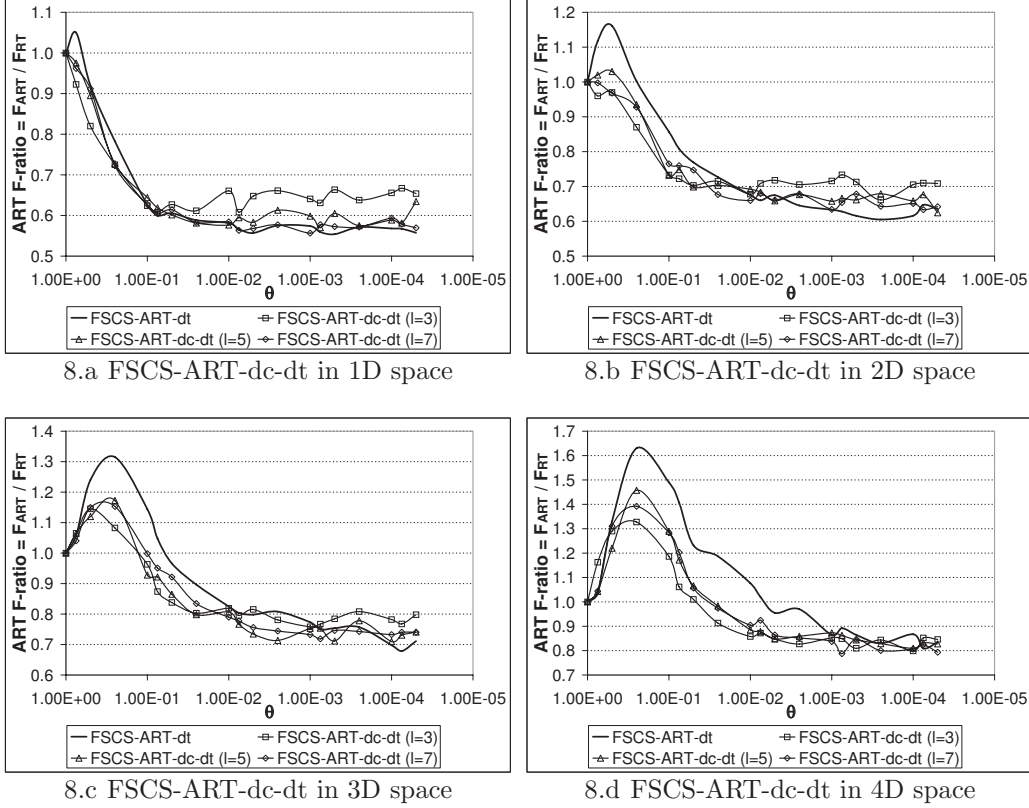 ART F-ratio = FART / FRT
1.1
1.0
0.9
0.8
0.7
0.6
0.5
1.00E+00 1.00E-01 1.00E-02 1.00E-03 1.00E-04 1.00E-05
θ
FSCS-ART-dt FSCS-ART-dc-dt (l=3)
FSCS-ART-dc-dt (l=5) FSCS-ART-dc-dt (l=7)
8.a FSCS-ART-dc-dt in 1D space
ART F-ratio = FART / FRT
1.2
1.1
1.0
0.9
0.8
0.7
0.6
0.5
1.00E+00 1.00E-01 1.00E-02 1.00E-03 1.00E-04 1.00E-05
θ
FSCS-ART-dt FSCS-ART-dc-dt (l=3)
FSCS-ART-dc-dt (l=5) FSCS-ART-dc-dt (l=7)
8.b FSCS-ART-dc-dt in 2D space
ART F-ratio = FART / FRT
1.4
1.3
1.2
1.1
1.0
0.9
0.8
0.7
0.6
1.00E+00 1.00E-01 1.00E-02 1.00E-03 1.00E-04 1.00E-05
θ
FSCS-ART-dt FSCS-ART-dc-dt (l=3)
FSCS-ART-dc-dt (l=5) FSCS-ART-dc-dt (l=7)
8.c FSCS-ART-dc-dt in 3D space
ART F-ratio = FART / FRT
1.7
1.6
1.5
1.4
1.3
1.2
1.1
1.0
0.9
0.8
0.7
1.00E+00 1.00E-01 1.00E-02 1.00E-03 1.00E-04 1.00E-05
θ
FSCS-ART-dt FSCS-ART-dc-dt (l=3)
FSCS-ART-dc-dt (l=5) FSCS-ART-dc-dt (l=7)
8.d FSCS-ART-dc-dt in 4D space